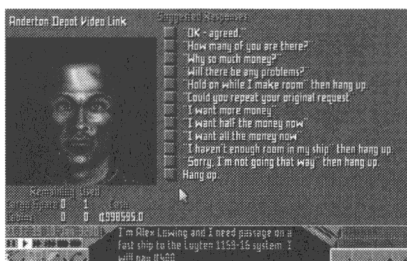 Anderton Depot Video Link
Suggested Responses
"OK - agreed."
"How many of you are there?"
"Why so much money?"
"Will there be any problems?"
"Hold on while I make room" then hang up.
"Could you repeat your original request
"I want more money"
"I want half the money now"
"I want all the money now"
"I haven't enough room in my ship" then hang up.
"Sorry, I'm not going that way" then hang up.
Hang up.
Remaining Used
Cargo Space 0 1 Cash
Cabins 0 0 998595.0
I'm Alex Lowing and I need passage on a
fast ship to the Luyten 1159-16 system. I
will pay